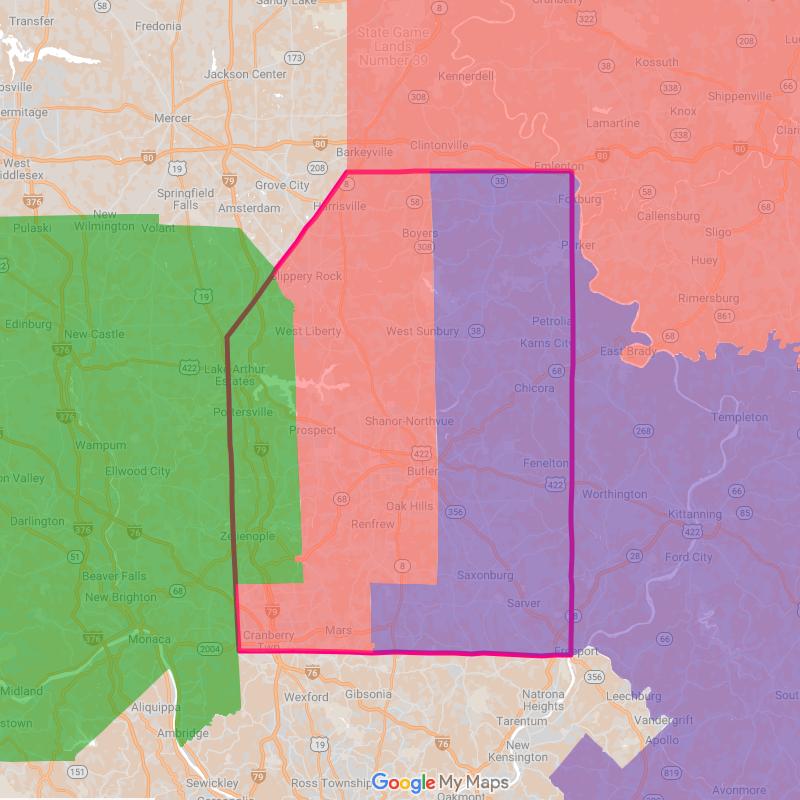 58
Sandy Lake
Cranberry
322
Transfer
Fredonia
8
State Game
Lands
Number 39
208
173
38
Kossuth
Jackson Center
Kennerdell
338
66
308
Knox
Shippenville
Mercer
Lamartine
338
80
Clintonville
Barkeyville
80
80
West
19
208
Emlenton
79
Grove City
8
38
58
376
Springfield
Falls
Harrisville
58
Foxburg
Amsterdam
68
New
Wilmington
Callensburg
Pulaski
Volant
Boyers
Sligo
308
Parker
Huey
Slippery Rock
19
Rimersburg
861
Edinburg
New Castle
West Liberty
West Sunbury
38
Petrolia
Karns City
68
376
East Brady
422
Lake Arthur
Estates
68
Chicora
376
Portersville
Templeton
Shanor-Northvue
Prospect
268
Wampum
79
422
Ellwood City
Butler
Fenelton
422
66
Worthington
68
Oak Hills
356
85
Darlington
Renfrew
Kittanning
376
76
Zelienople
422
51
28
Ford City
8
Beaver Falls
Saxonburg
68
New Brighton
Sarver
79
28
Monaca
376
Cranberry
Twp
Mars
66
2004
Freeport
76
356
Midland
Wexford
Gibsonia
Natrona
Heights
Leechburg
Aliquippa
Tarentum
Vandergrift
Ambridge
19
76
Apollo
New
Kensington
151
79
819
Sewickley
Ross Township
Google My Maps
Oakmont
Avonmore